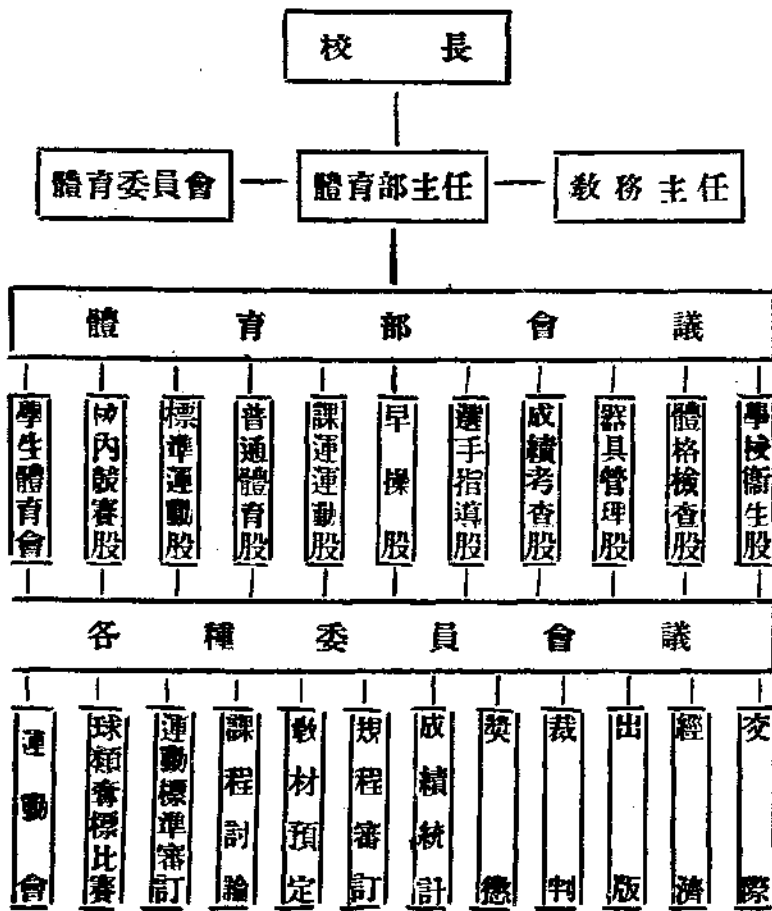 校長
體育委員會
體育部主任
教務主任
體育部會議
學生體育會
校內競賽股
標準運動股
普通體育股
課運運動股
早操股
選手指導股
成績考查股
器具管理股
體格檢查股
學校衞生股
各種委員會議
運動會
球類奪標比賽
運動標準審訂
課程討論
教材預定
規程審訂
成績統計
奬懲
裁判
出版
經濟
交際